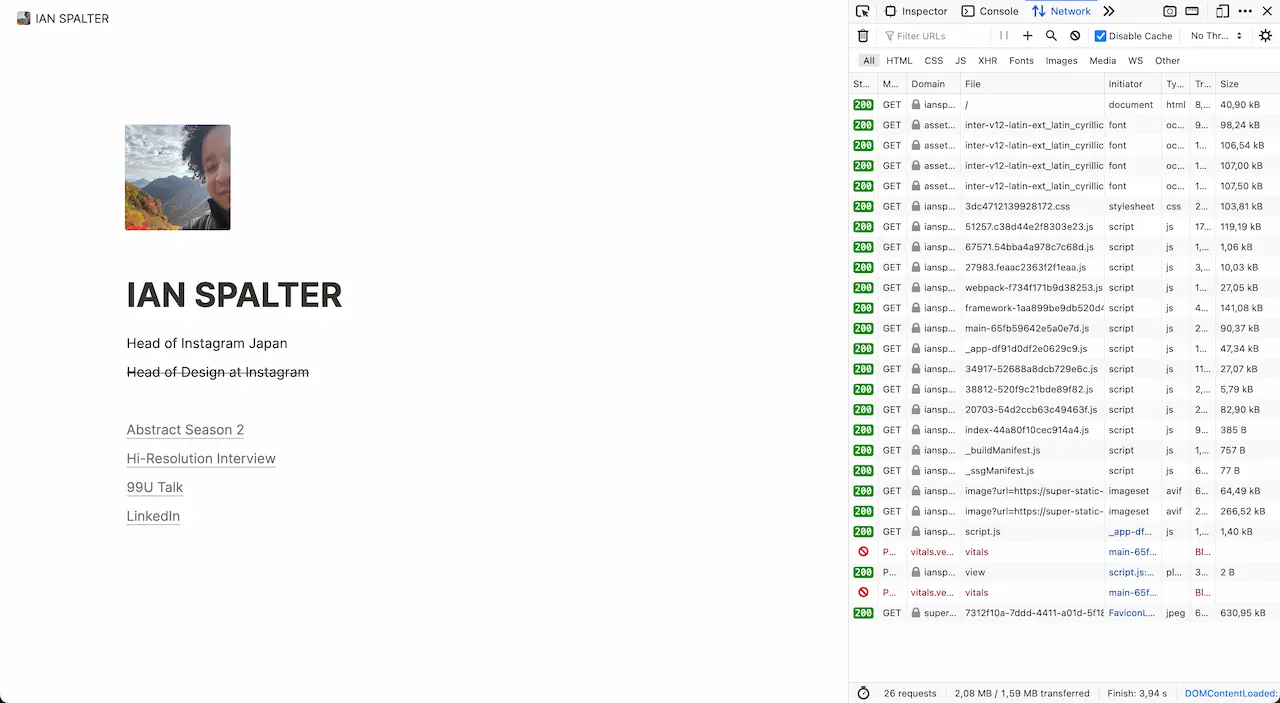 IAN SPALTER
IAN SPALTER
Head of Instagram Japan
Head of Design at Instagram
Abstract Season 2
Hi-Resolution Interview
99U Talk
LinkedIn
Inspector Console Network
Filter URLs Disable Cache No Thr...
All HTML CSS JS XHR Fonts Images Media WS Other
St... M... Domain File Initiator Ty... Tr... Size
200 GET iansp... / document html 8,... 40,90 kB
200 GET asset... inter-v12-latin-ext_latin_cyrillic font oc... 9... 98,24 kB
200 GET asset... inter-v12-latin-ext_latin_cyrillic font oc... 1... 106,54 kB
200 GET asset... inter-v12-latin-ext_latin_cyrillic font oc... 1... 107,00 kB
200 GET asset... inter-v12-latin-ext_latin_cyrillic font oc... 1... 107,50 kB
200 GET iansp... 3dc4712139928172.css stylesheet css 2... 103,81 kB
200 GET iansp... 51257.c38d44e2f8303e23.js script js 17... 119,19 kB
200 GET iansp... 67571.54bba4a978c7c68d.js script js 1,... 1,06 kB
200 GET iansp... 27983.feaac2363f2f1eaa.js script js 3,... 10,03 kB
200 GET iansp... webpack-f734f171b9d38253.js script js 1... 27,05 kB
200 GET iansp... framework-1aa899be9db520d4 script js 4... 141,08 kB
200 GET iansp... main-65fb59642e5a0e7d.js script js 2... 90,37 kB
200 GET iansp... _app-df91d0df2e0629c9.js script js 1... 47,34 kB
200 GET iansp... 34917-52688a8dcb729e6c.js script js 11... 27,07 kB
200 GET iansp... 38812-520f9c21bde89f82.js script js 2,... 5,79 kB
200 GET iansp... 20703-54d2ccb63c49463f.js script js 2... 82,90 kB
200 GET iansp... index-44a80f10cec914a4.js script js 9... 385 B
200 GET iansp... _buildManifest.js script js 1,... 757 B
200 GET iansp... _ssgManifest.js script js 6... 77 B
200 GET iansp... image?url=https://super-static- imageset avif 6... 64,49 kB
200 GET iansp... image?url=https://super-static- imageset avif 2... 266,52 kB
200 GET iansp... script.js _app-df... js 1,... 1,40 kB
P... vitals.ve... vitals main-65f... Bl...
200 P... iansp... view script.js:... pl... 3... 2 B
P... vitals.ve... vitals main-65f... Bl...
200 GET super... 7312f10a-7ddd-4411-a01d-5f18 FaviconL... jpeg 6... 630,95 kB
26 requests 2,08 MB / 1,59 MB transferred Finish: 3,94 s DOMContentLoaded: